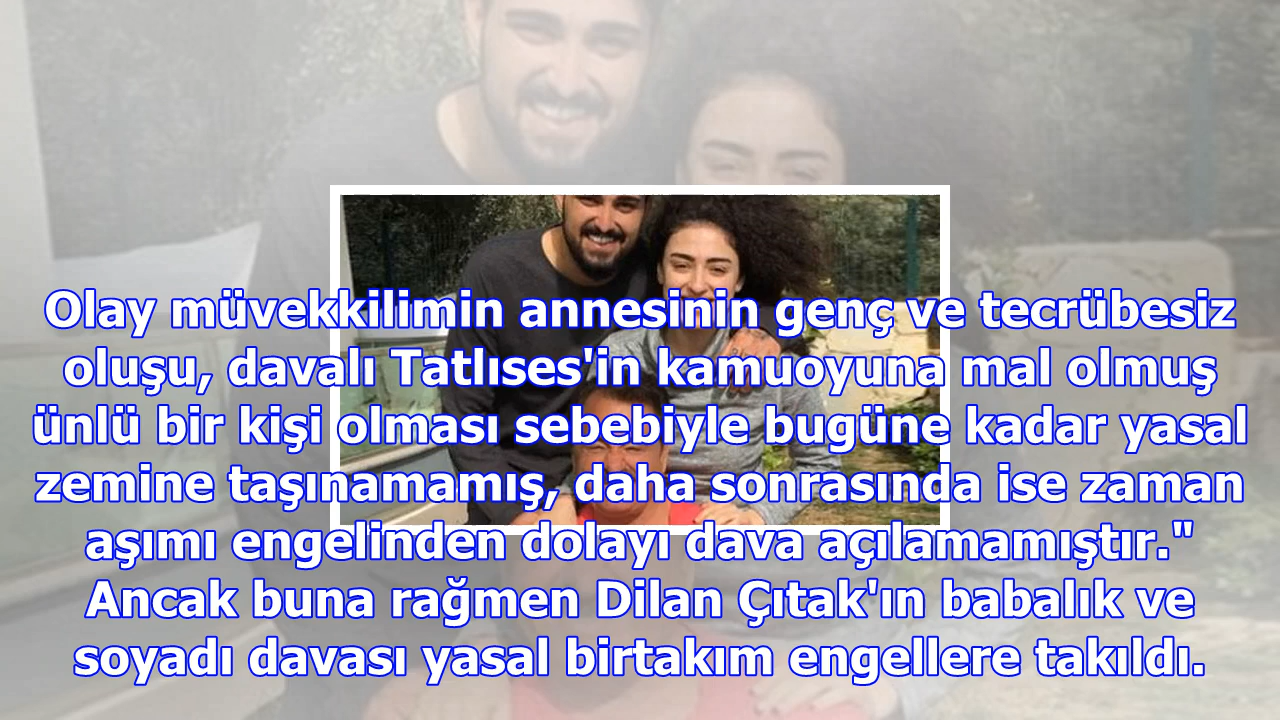 Olay müvekkilimin annesinin genç ve tecrübesiz
oluşu, davalı Tatlıses'in kamuoyuna mal olmuş
ünlü bir kişi olması sebebiyle bugüne kadar yasal
zemine taşınamamış, daha sonrasında ise zaman
aşımı engelinden dolayı dava açılamamıştır."
Ancak buna rağmen Dilan Çıtak'ın babalık ve
soyadı davası yasal birtakım engellere takıldı.